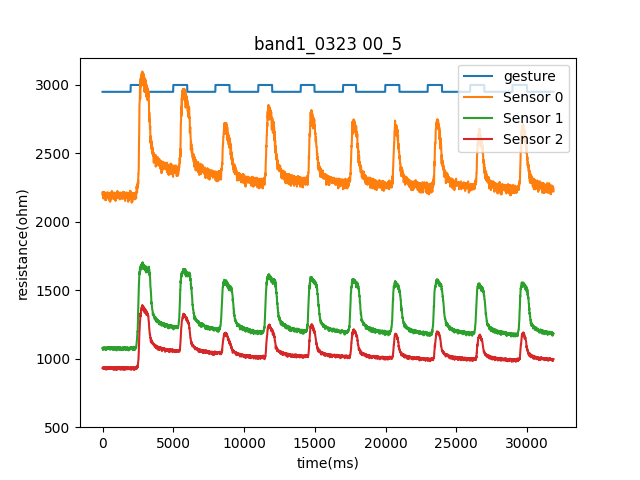 band1_0323 00_5
gesture
Sensor 0
Sensor 1
Sensor 2
3000
2500
2000
1500
1000
500
resistance(ohm)
0 5000 10000 15000 20000 25000 30000
time(ms)